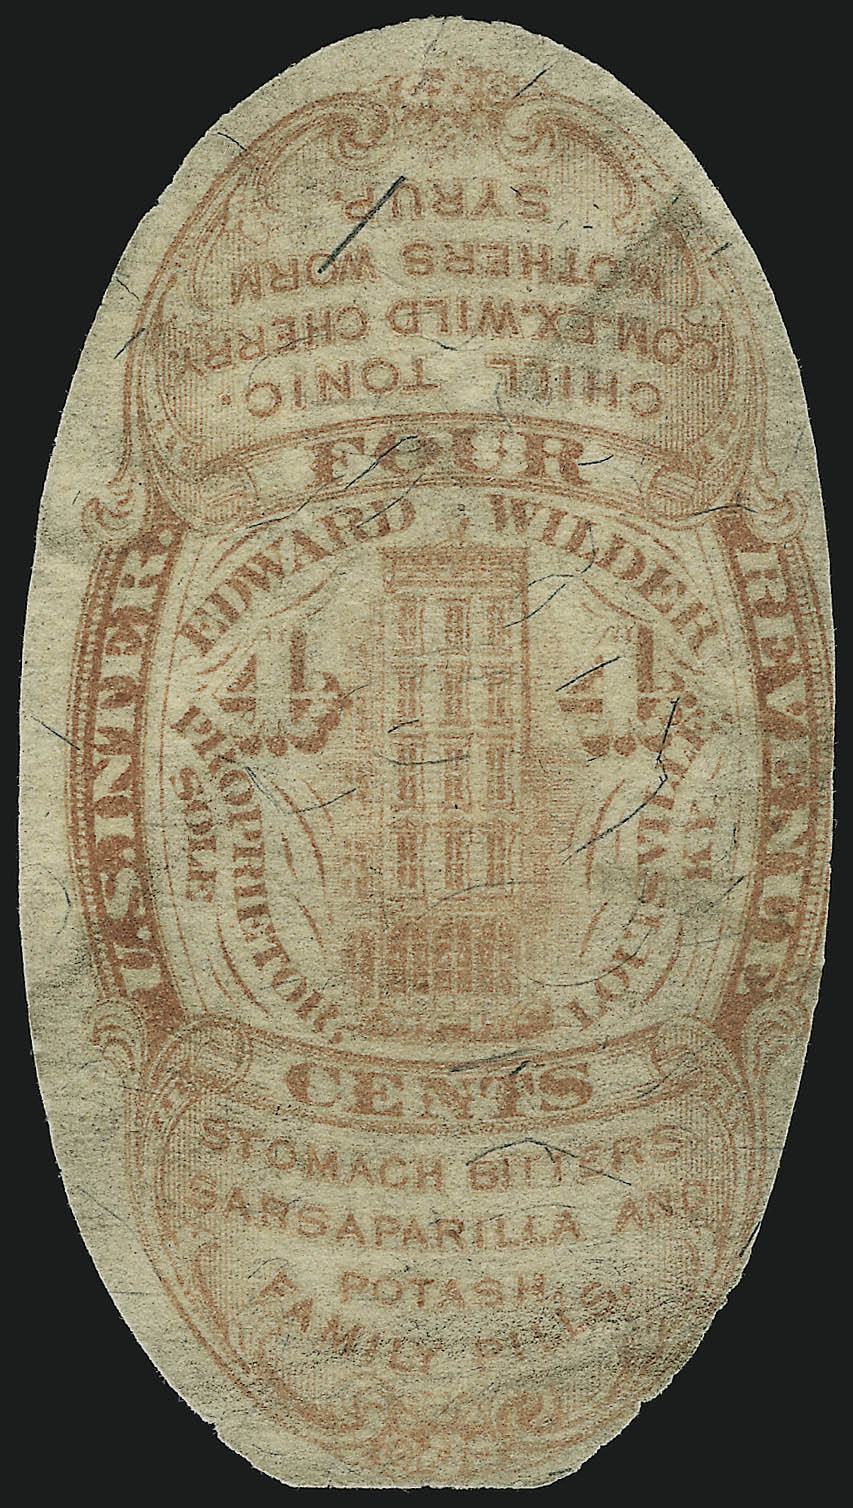 CHILL TONIC.
COM.EX.WILD CHERRY.
MOTHERS WORM
SYRUP.
FOUR
EDWARD WILDER
U.S.INTER.
REVENUE
4 4
SOLE
PROPRIETOR,
LOUISVILLE,
KY.
CENTS
STOMACH BITTERS
SARSAPARILLA AND
POTASH.
FAMILY PILLS.